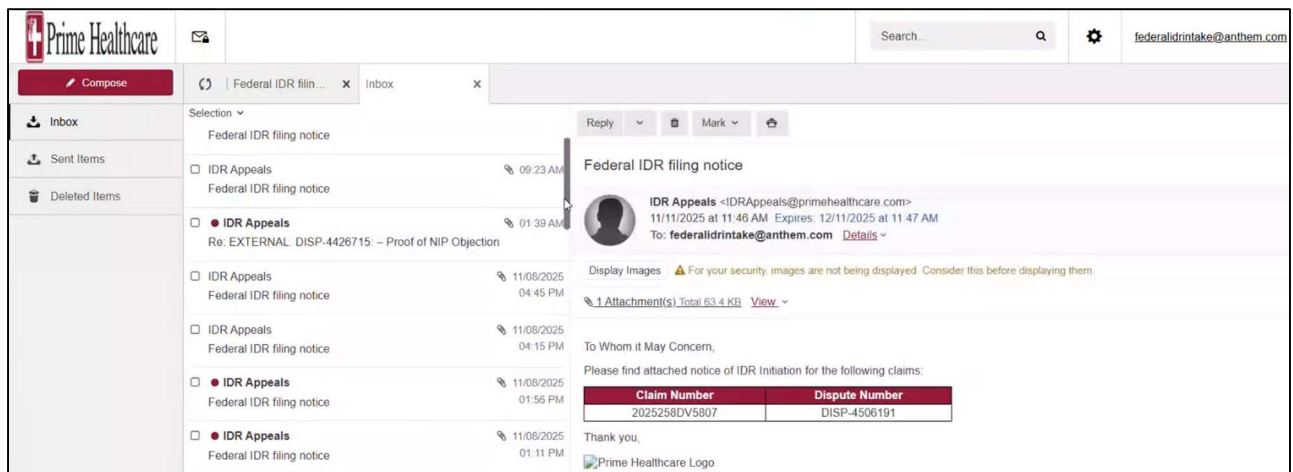 Prime Healthcare
Search...
federalidrintake@anthem.com
Compose
Federal IDR filin... x
Inbox x
Inbox
Sent Items
Deleted Items
Selection
Federal IDR filing notice
IDR Appeals 09:23 AM
Federal IDR filing notice
IDR Appeals 01:39 AM
Re: EXTERNAL: DISP-4426715: – Proof of NIP Objection
IDR Appeals 11/08/2025
Federal IDR filing notice 04:45 PM
IDR Appeals 11/08/2025
Federal IDR filing notice 04:15 PM
IDR Appeals 11/08/2025
Federal IDR filing notice 01:56 PM
IDR Appeals 11/08/2025
Federal IDR filing notice 01:11 PM
Reply Mark
Federal IDR filing notice
IDR Appeals <IDRAppeals@primehealthcare.com>
11/11/2025 at 11:46 AM Expires: 12/11/2025 at 11:47 AM
To: federalidrintake@anthem.com Details
Display Images For your security, images are not being displayed. Consider this before displaying them.
1 Attachment(s) Total 63.4 KB View
To Whom it May Concern,
Please find attached notice of IDR Initiation for the following claims:
Claim Number Dispute Number
2025258DV5807 DISP-4506191
Thank you,
Prime Healthcare Logo